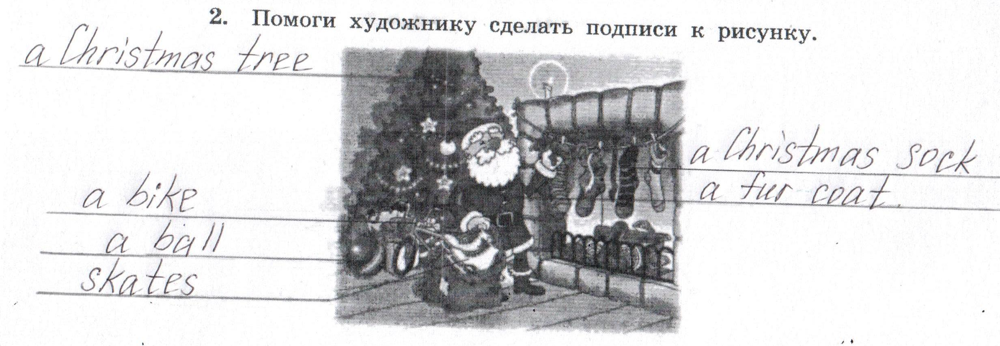 2. Помоги художнику сделать подписи к рисунку.
a Christmas tree
a Christmas sock
a fur coat.
a bike
a ball
skates